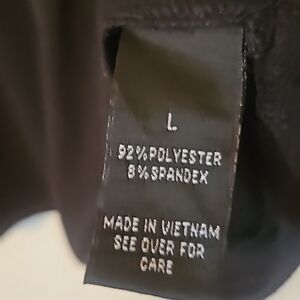 L
92%POLYESTER
8%SPANDEX
MADE IN VIETNAM
SEE OVER FOR
CARE